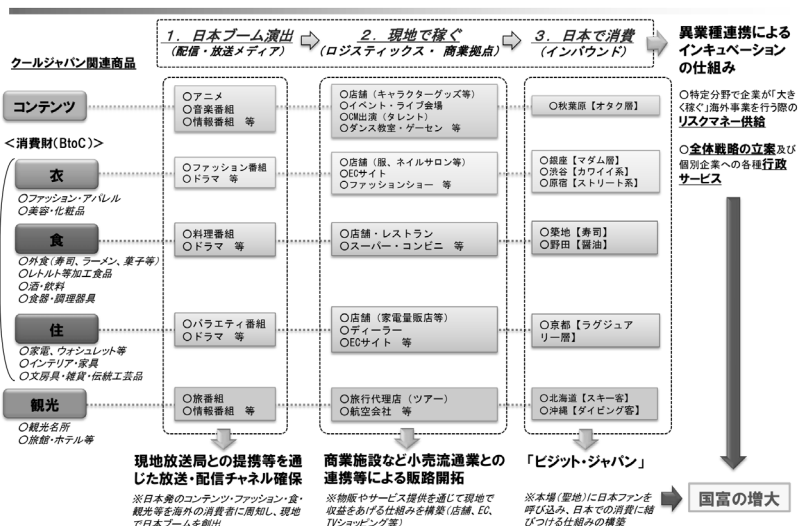 1．日本ブーム演出
（配信・放送メディア）
2．現地で稼ぐ
（ロジスティックス・ 商業拠点）
3．日本で消費
（インバウンド）
異業種連携による
インキュベーション
の仕組み
クールジャパン関連商品
○特定分野で企業が「大き
く稼ぐ」海外事業を行う際の
リスクマネー供給
○全体戦略の立案及び
個別企業への各種行政
サービス
コンテンツ
○アニメ
○音楽番組
○情報番組 等
○店舗（キャラクターグッズ等）
○イベント・ライブ会場
○CM出演（タレント）
○ダンス教室・ゲーセン 等
○秋葉原【オタク層】
＜消費財（BtoC）＞
衣
○ファッション・アパレル
○美容・化粧品
○ファッション番組
○ドラマ 等
○店舗（服、ネイルサロン等）
○ECサイト
○ファッションショー 等
○銀座【マダム層】
○渋谷【カワイイ系】
○原宿【ストリート系】
食
○外食（寿司、ラーメン、菓子等）
○レトルト等加工食品
○酒・飲料
○食器・調理器具
○料理番組
○ドラマ 等
○店舗・レストラン
○スーパー・コンビニ 等
○築地【寿司】
○野田【醤油】
住
○家電、ウォシュレット等
○インテリア・家具
○文房具・雑貨・伝統工芸品
○バラエティ番組
○ドラマ 等
○店舗（家電量販店等）
○ディーラー
○ECサイト 等
○京都【ラグジュア
リー層】
観光
○観光名所
○旅館・ホテル等
○旅番組
○情報番組 等
○旅行代理店（ツアー）
○航空会社 等
○北海道【スキー客】
○沖縄【ダイビング客】
現地放送局との提携等を通
じた放送・配信チャネル確保
※日本発のコンテンツ・ファッション・食・
観光等を海外の消費者に周知し、現地
で日本ブームを創出
商業施設など小売流通業との
連携等による販路開拓
※物販やサービス提供を通じて現地で
収益をあげる仕組みを構築（店舗、EC、
TVショッピング等）
「ビジット・ジャパン」
※本場（聖地）に日本ファンを
呼び込み、日本での消費に結
びつける仕組みの構築
国富の増大